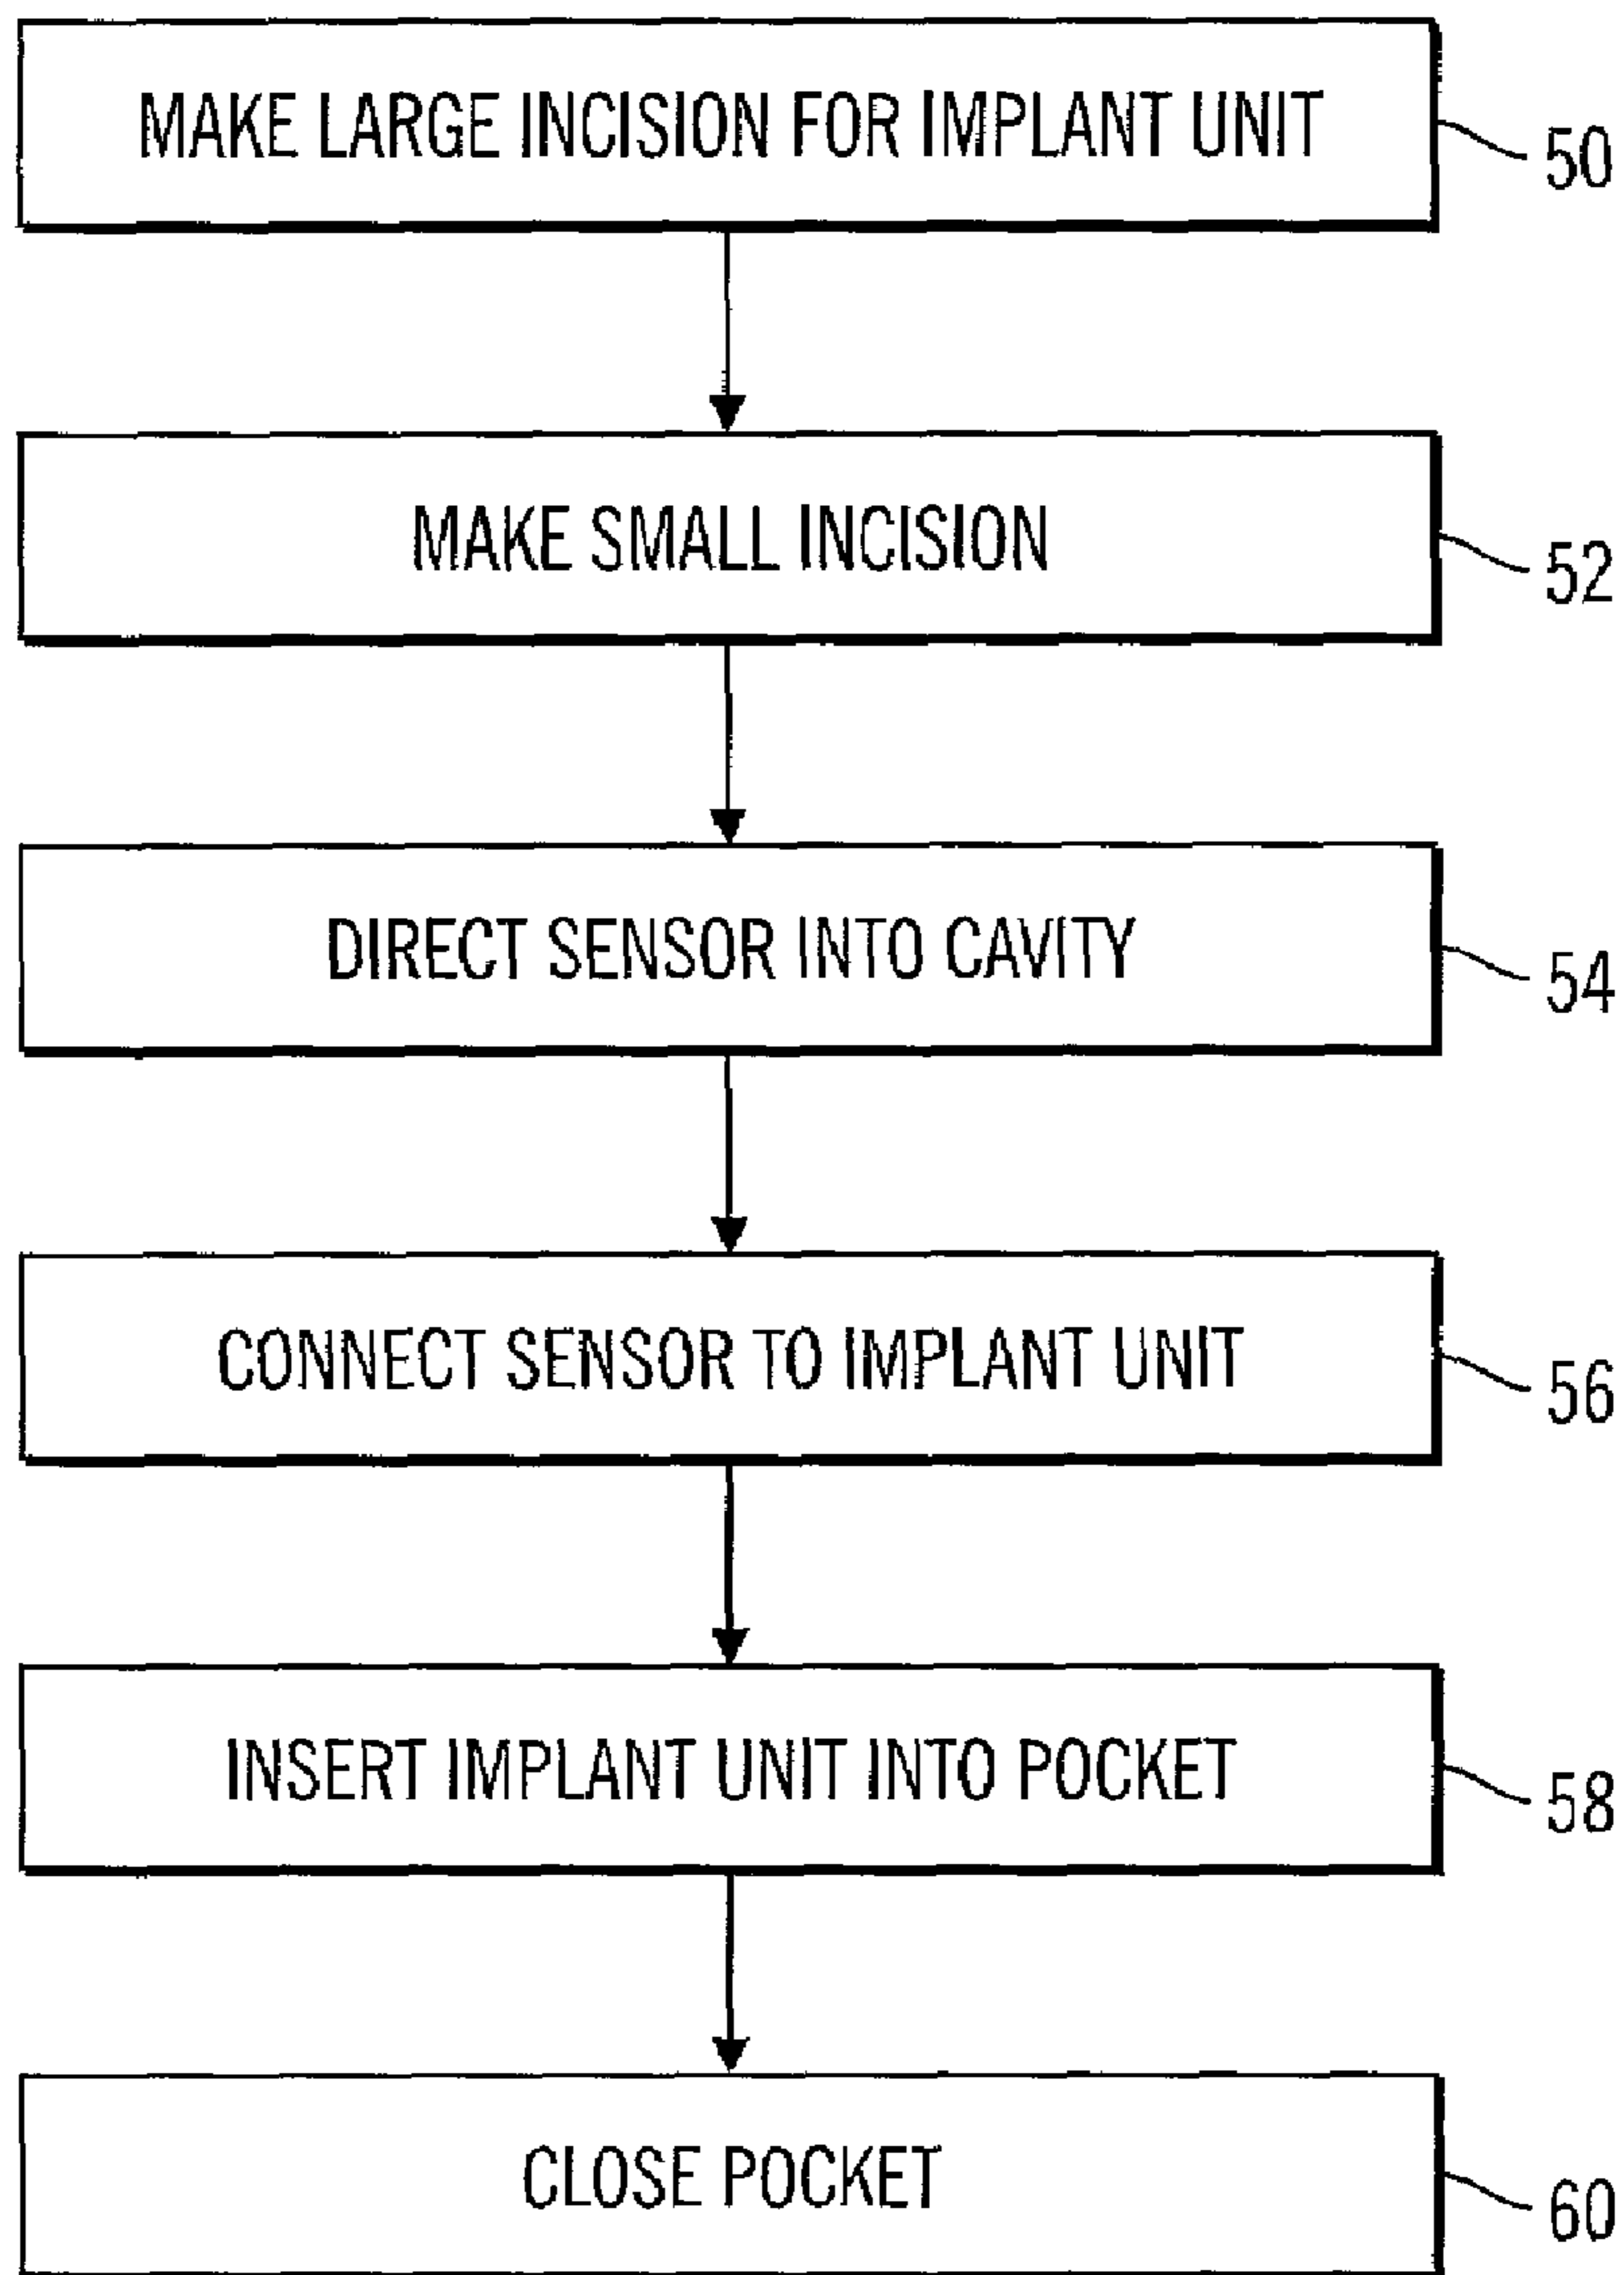 MAKE LARGE INCISION FOR IMPLANT UNIT
50
MAKE SMALL INCISION
52
DIRECT SENSOR INTO CAVITY
54
CONNECT SENSOR TO IMPLANT UNIT
56
INSERT IMPLANT UNIT INTO POCKET
58
CLOSE POCKET
60